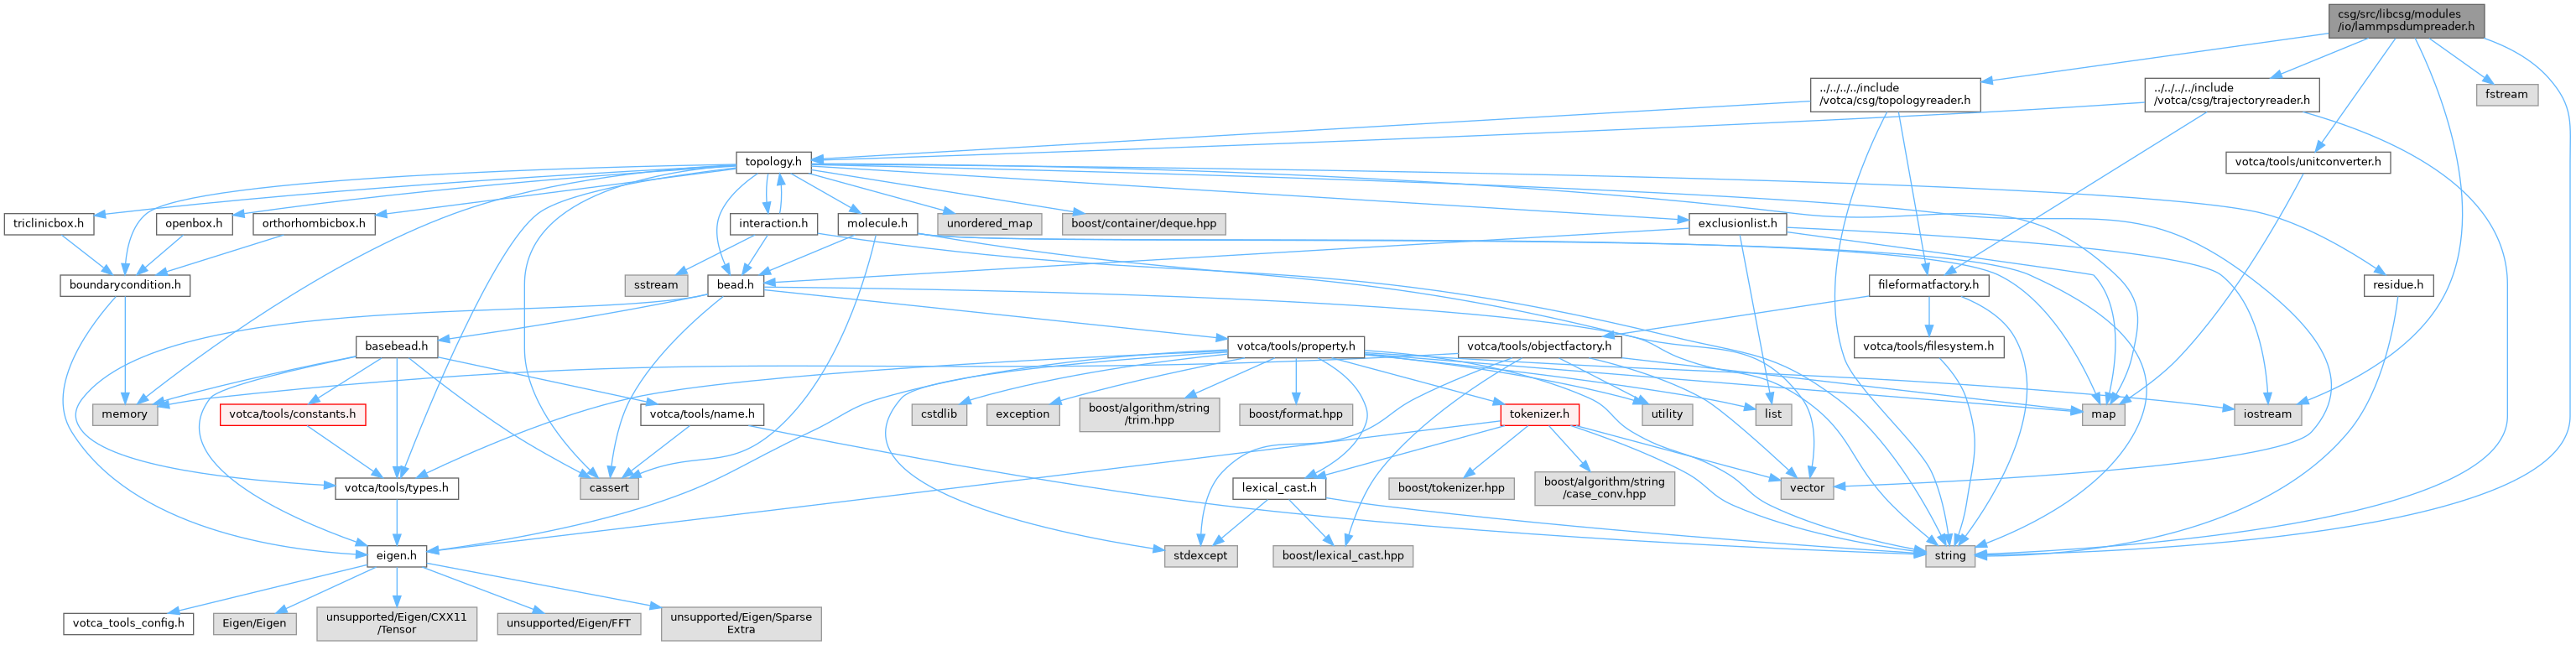 csg/src/libcsg/modules
/io/lammpsdumpreader.h
../../../../include
/votca/csg/topologyreader.h
../../../../include
/votca/csg/trajectoryreader.h
fstream
topology.h
votca/tools/unitconverter.h
triclinicbox.h
openbox.h
orthorhombicbox.h
interaction.h
molecule.h
unordered_map
boost/container/deque.hpp
exclusionlist.h
boundarycondition.h
sstream
bead.h
fileformatfactory.h
residue.h
basebead.h
votca/tools/property.h
votca/tools/objectfactory.h
votca/tools/filesystem.h
memory
votca/tools/constants.h
votca/tools/name.h
cstdlib
exception
boost/algorithm/string
/trim.hpp
boost/format.hpp
tokenizer.h
utility
list
map
iostream
votca/tools/types.h
cassert
lexical_cast.h
boost/tokenizer.hpp
boost/algorithm/string
/case_conv.hpp
vector
eigen.h
stdexcept
boost/lexical_cast.hpp
string
votca_tools_config.h
Eigen/Eigen
unsupported/Eigen/CXX11
/Tensor
unsupported/Eigen/FFT
unsupported/Eigen/Sparse
Extra